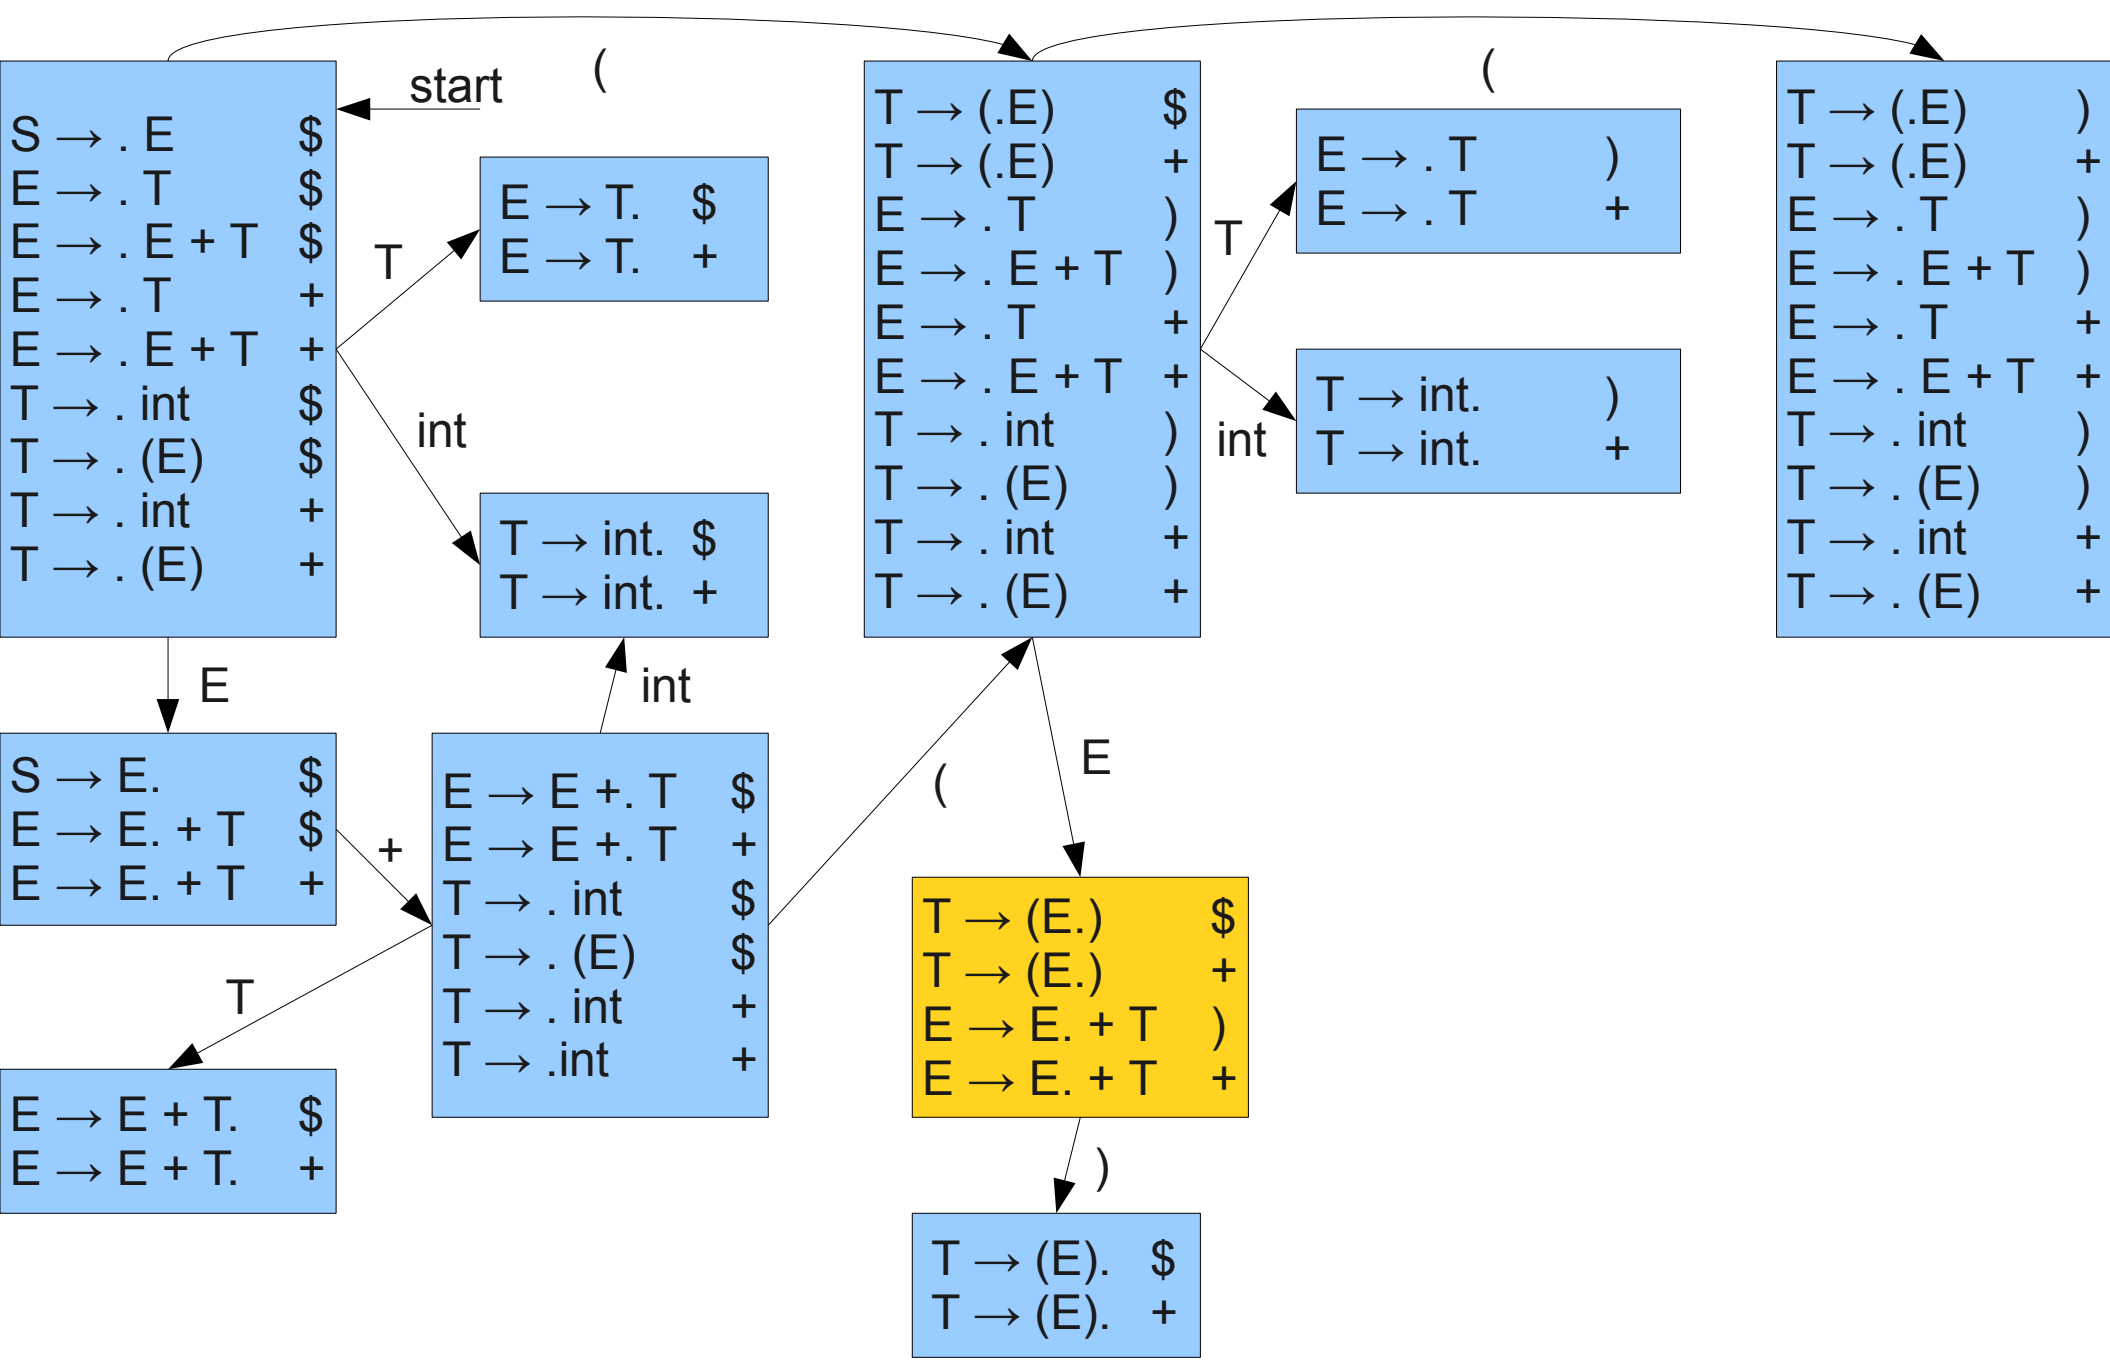 start
(
(
S → . E $
E → . T $
E → . E + T $
E → . T +
E → . E + T +
T → . int $
T → . (E) $
T → . int +
T → . (E) +
T
E → T. $
E → T. +
int
T → int. $
T → int. +
T → (.E) $
T → (.E) +
E → . T )
E → . E + T )
E → . T +
E → . E + T +
T → . int )
T → . (E) )
T → . int +
T → . (E) +
T
E → . T )
E → . T +
int
T → int. )
T → int. +
T → (.E) )
T → (.E) +
E → . T )
E → . E + T )
E → . T +
E → . E + T +
T → . int )
T → . (E) )
T → . int +
T → . (E) +
E
int
S → E. $
E → E. + T $
E → E. + T +
+
E → E +. T $
E → E +. T +
T → . int $
T → . (E) $
T → . int +
T → .int +
(
E
T → (E.) $
T → (E.) +
E → E. + T )
E → E. + T +
T
E → E + T. $
E → E + T. +
)
T → (E). $
T → (E). +